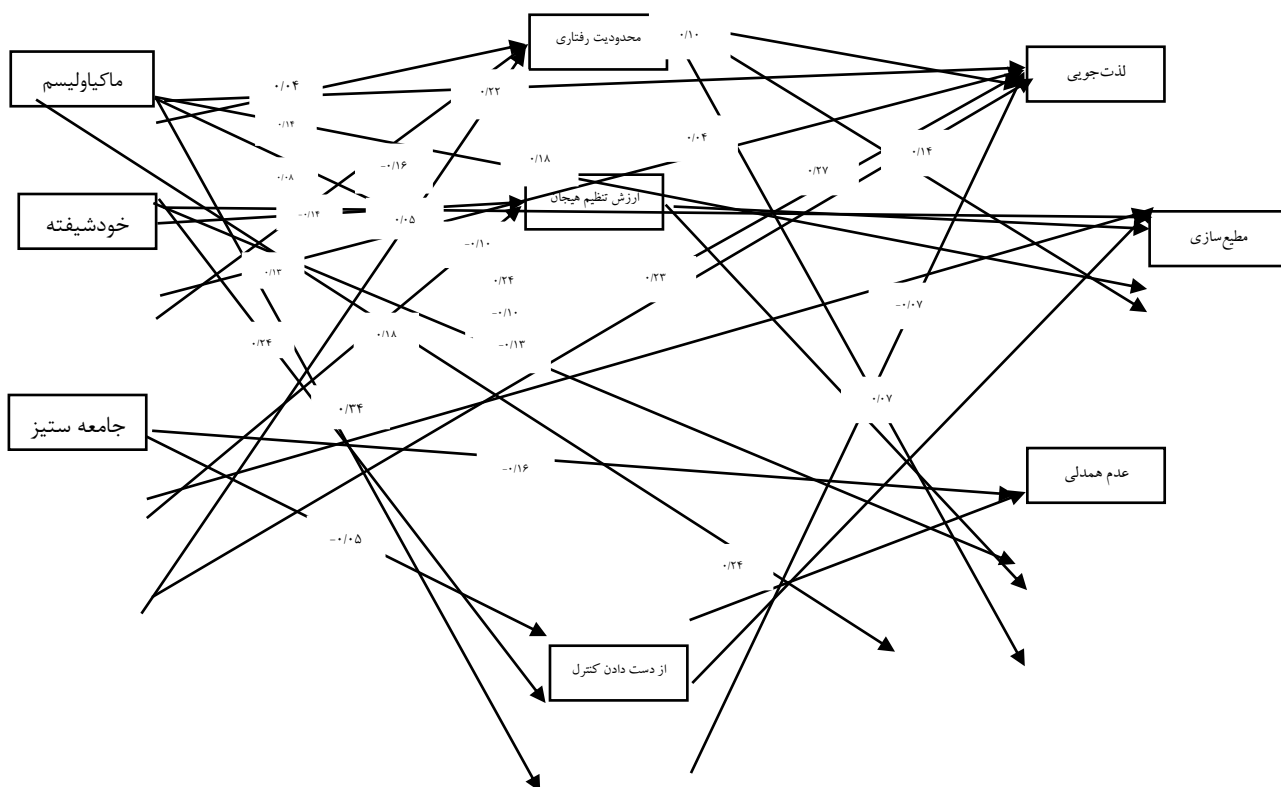 محدودیت رفتاری
۰/۱۰
ماکیاولیسم
لذت‌جویی
۰/۰۴
۰/۲۲
۰/۱۴
۰/۰۴
۰/۱۴
۰/۱۸
-۰/۱۶
۰/۲۷
۰/۰۸
ارزش تنظیم هیجان
خودشیفته
-۰/۱۴
۰/۰۵
مطیع‌سازی
-۰/۱۰
۰/۱۳
۰/۲۴
۰/۲۳
-۰/۰۷
-۰/۱۰
۰/۲۴
۰/۱۸
-۰/۱۳
۰/۰۷
۰/۳۴
جامعه ستیز
-۰/۱۶
عدم همدلی
-۰/۰۵
۰/۲۴
از دست دادن کنترل